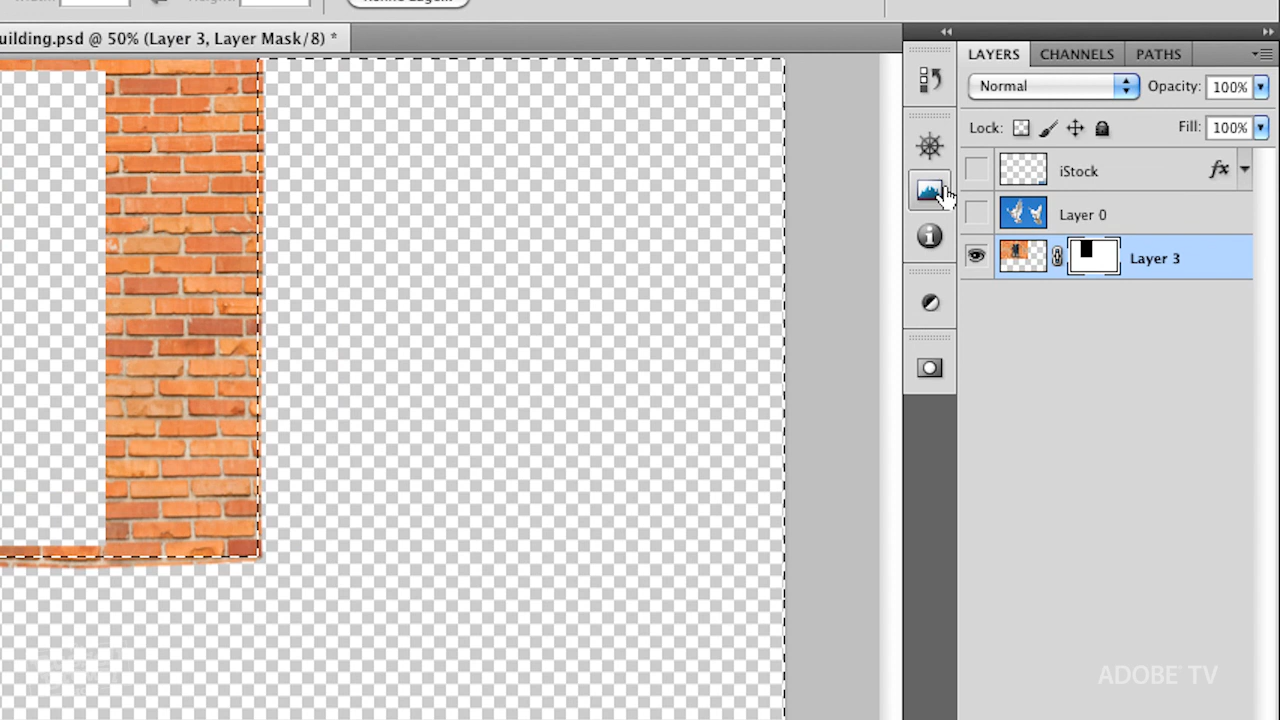 uilding.psd @ 50% (Layer 3, Layer Mask/8) *
LAYERS CHANNELS PATHS
Normal Opacity: 100%
Lock: Fill: 100%
iStock fx
Layer 0
Layer 3
ADOBE TV